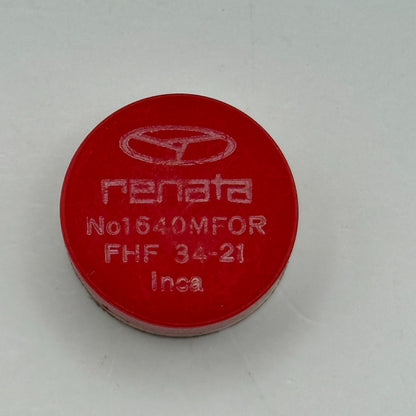 renata
No1640MFOR
FHF 34-21
Inca